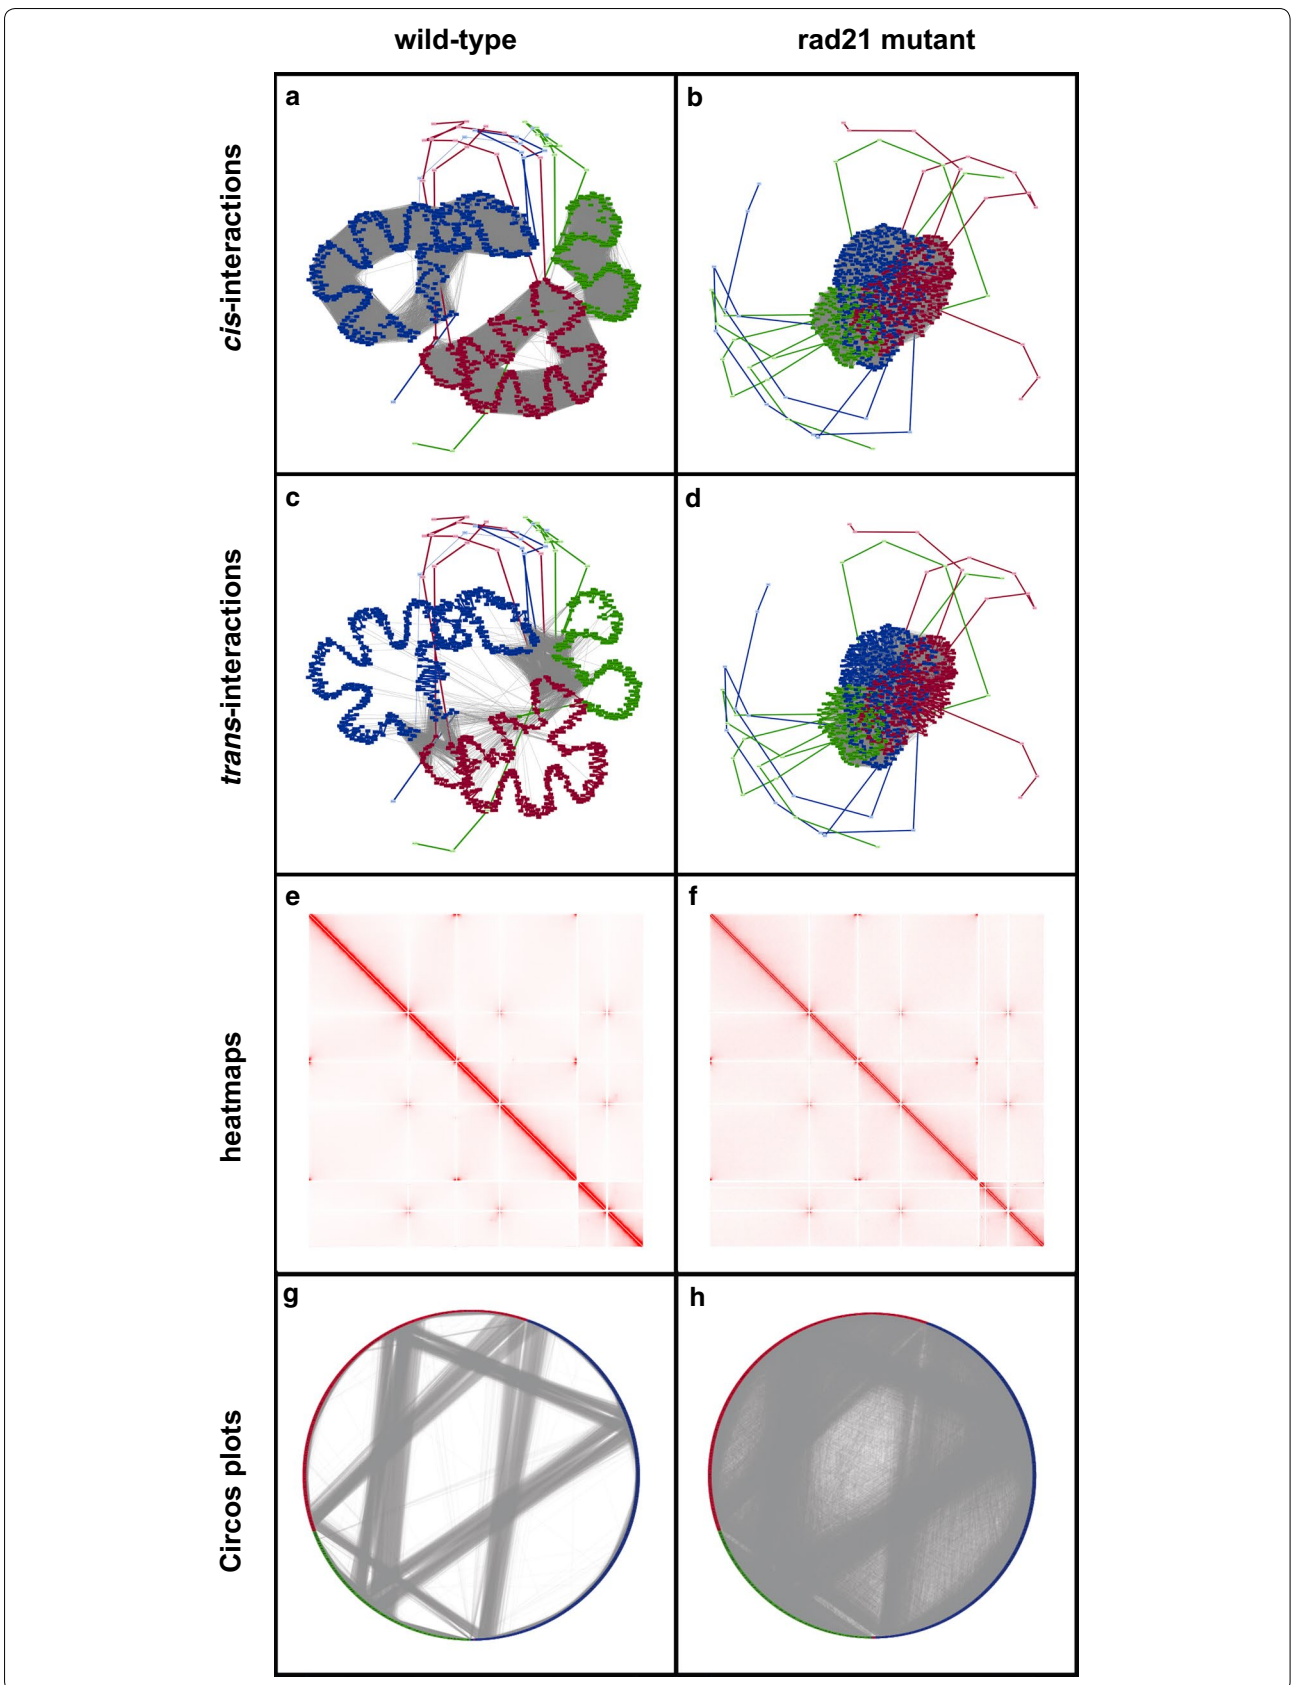 wild-type
rad21 mutant
cis-interactions
a
b
trans-interactions
c
d
heatmaps
e
f
Circos plots
g
h